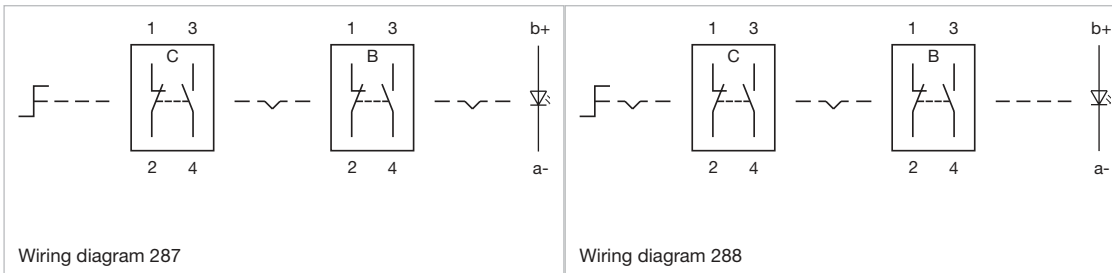 1 3 1 3 b+
C B
2 4 2 4 a-
Wiring diagram 287
1 3 1 3 b+
C B
2 4 2 4 a-
Wiring diagram 288